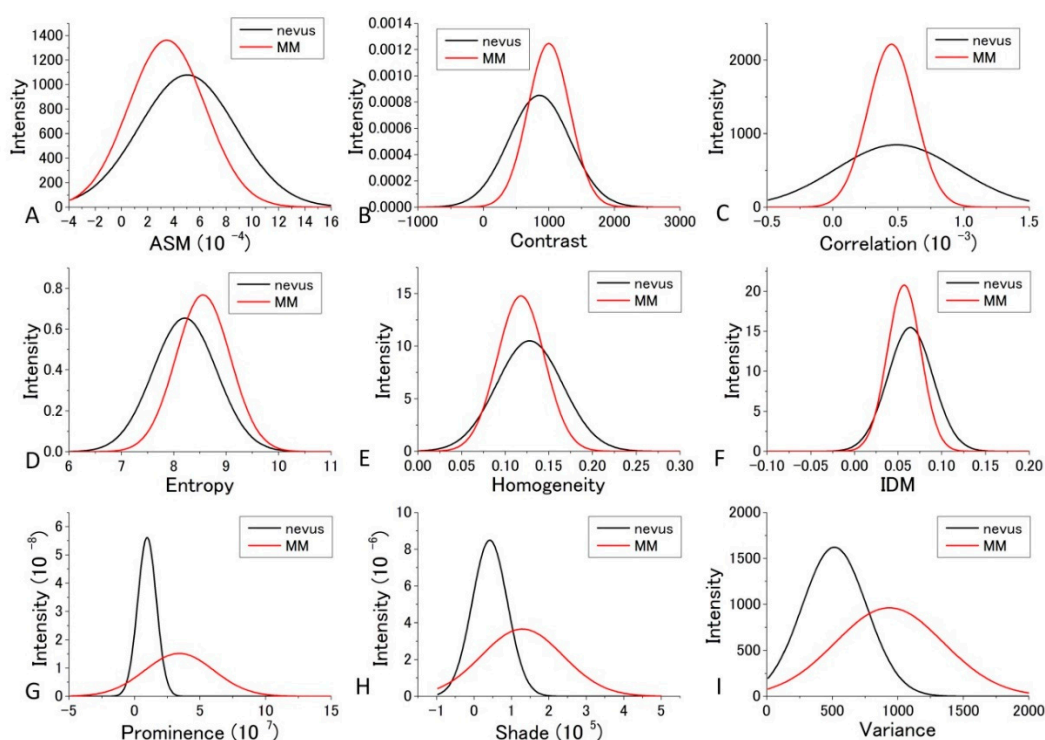 nevus
MM
1400
1200
1000
800
600
400
200
0
Intensity
-4 -2 0 2 4 6 8 10 12 14 16
A
ASM (10 -4)
nevus
MM
0.0014
0.0012
0.0010
0.0008
0.0006
0.0004
0.0002
0.0000
Intensity
-1000 0 1000 2000 3000
B
Contrast
nevus
MM
2000
1000
0
Intensity
-0.5 0.0 0.5 1.0 1.5
C
Correlation (10 -3)
nevus
MM
0.8
0.6
0.4
0.2
0.0
Intensity
6 7 8 9 10 11
D
Entropy
nevus
MM
15
10
5
0
Intensity
0.00 0.05 0.10 0.15 0.20 0.25 0.30
E
Homogeneity
nevus
MM
20
15
10
5
0
Intensity
-0.10 -0.05 0.00 0.05 0.10 0.15 0.20
F
IDM
nevus
MM
6
5
4
3
2
1
0
Intensity (10 -8)
-5 0 5 10 15
G
Prominence (10 7)
nevus
MM
10
8
6
4
2
0
Intensity (10 -6)
-1 0 1 2 3 4 5
H
Shade (10 5)
nevus
MM
2000
1500
1000
500
0
Intensity
0 500 1000 1500 2000
I
Variance